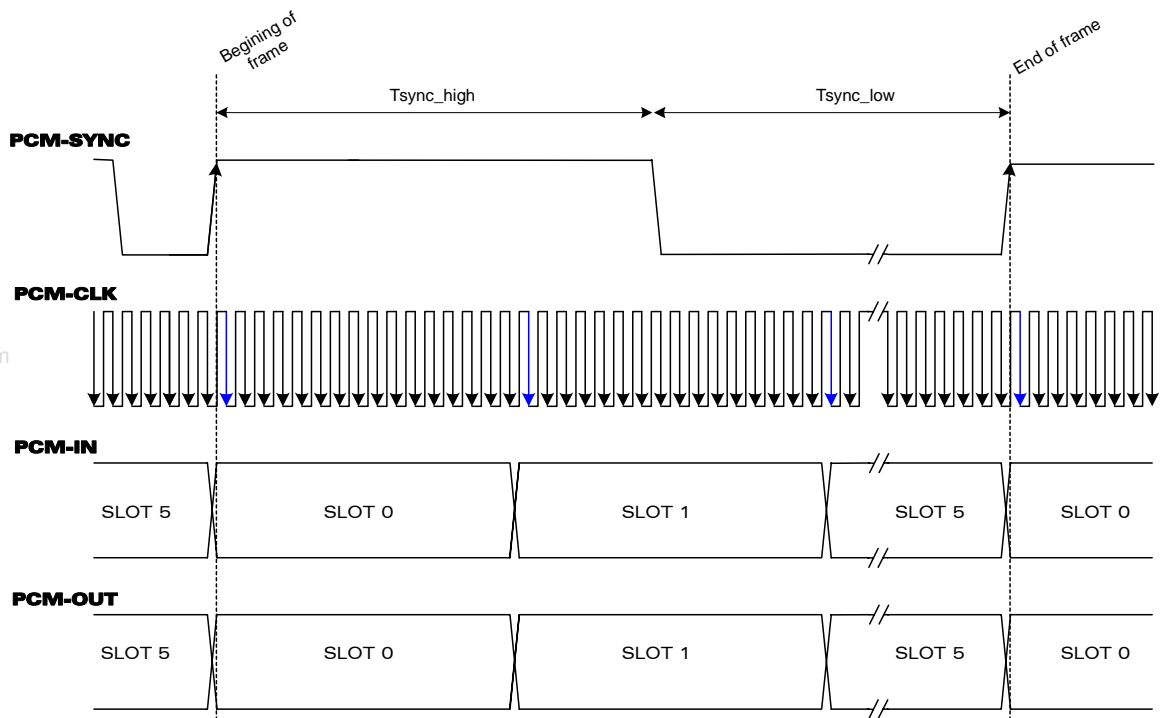 Begining of
frame
End of frame
Tsync_high
Tsync_low
PCM-SYNC
PCM-CLK
m
PCM-IN
SLOT 5
SLOT 0
SLOT 1
SLOT 5
SLOT 0
PCM-OUT
SLOT 5
SLOT 0
SLOT 1
SLOT 5
SLOT 0